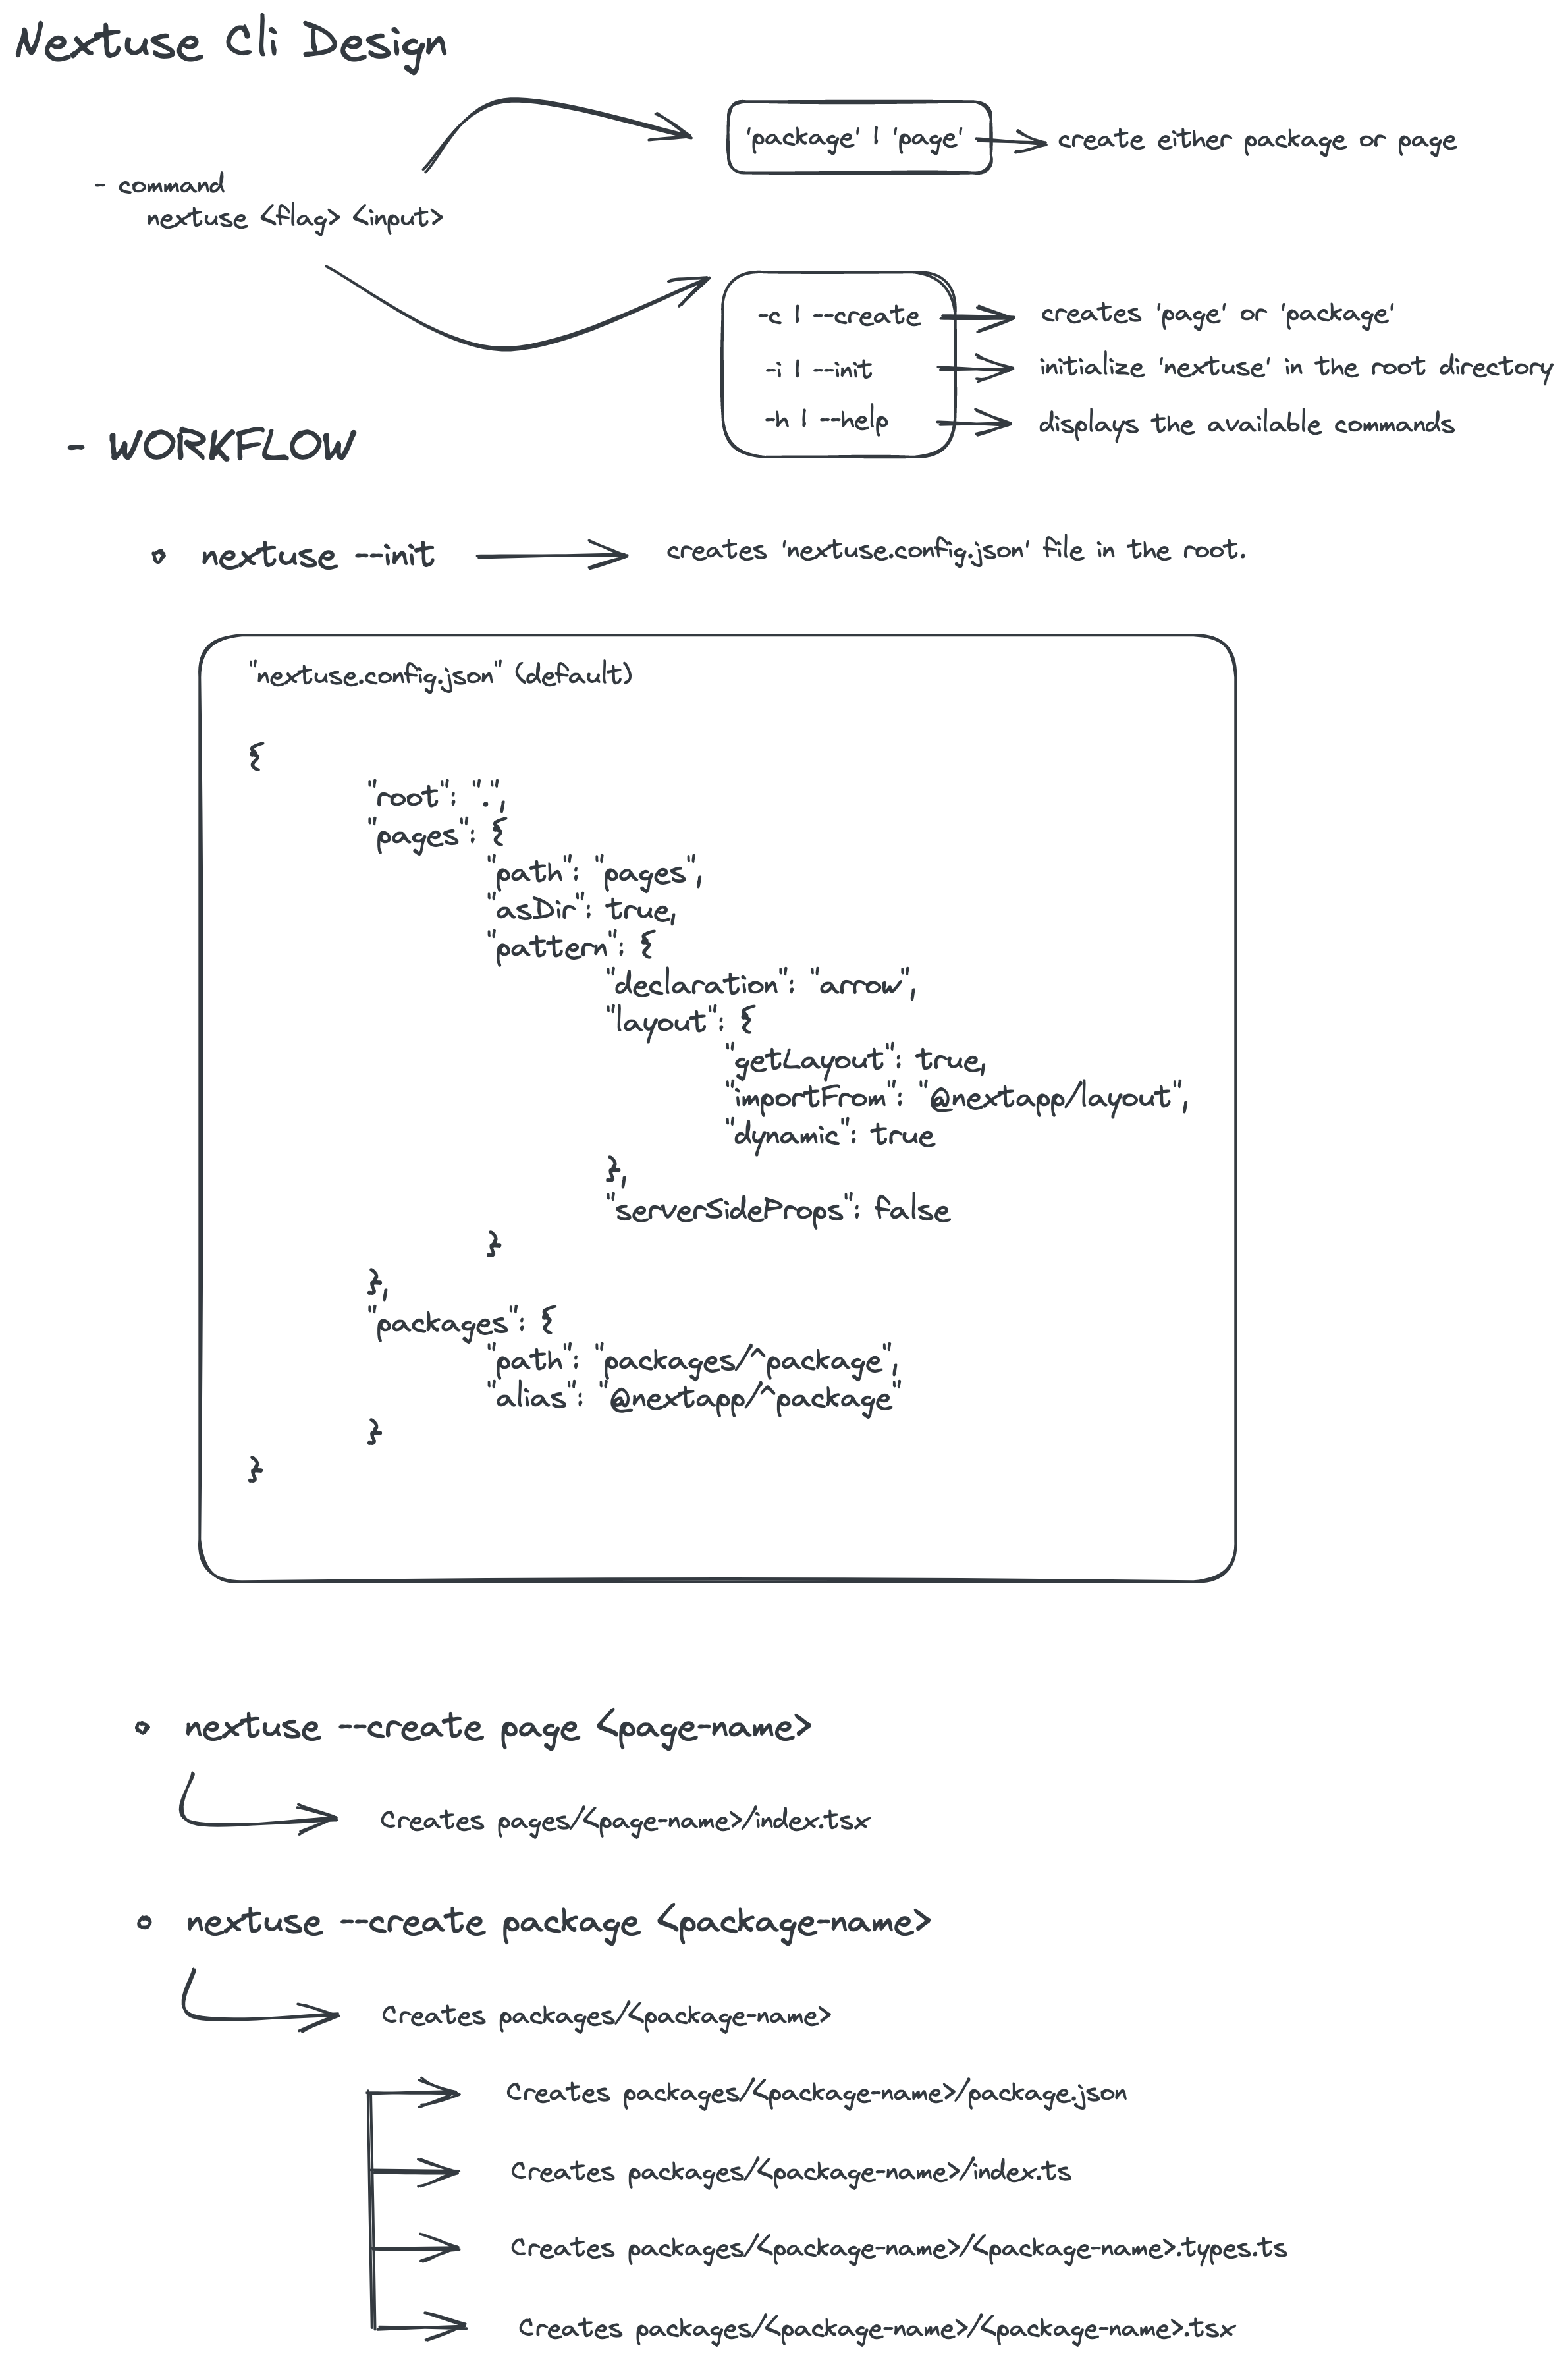 Nextuse Cli Design
'package' | 'page'
create either package or page
- command
nextuse <flag> <input>
-c | --create
creates 'page' or 'package'
-i | --init
initialize 'nextuse' in the root directory
-h | --help
displays the available commands
- WORKFLOW
nextuse --init
creates 'nextuse.config.json' file in the root.
"nextuse.config.json" (default)
{
"root": ".",
"pages": {
"path": "pages",
"asDir": true,
"pattern": {
"declaration": "arrow",
"layout": {
"getLayout": true,
"importFrom": "@nextapp/layout",
"dynamic": true
},
"serverSideProps": false
}
},
"packages": {
"path": "packages/^package",
"alias": "@nextapp/^package"
}
}
nextuse --create page <page-name>
Creates pages/<page-name>/index.tsx
nextuse --create package <package-name>
Creates packages/<package-name>
Creates packages/<package-name>/package.json
Creates packages/<package-name>/index.ts
Creates packages/<package-name>/<package-name>.types.ts
Creates packages/<package-name>/<package-name>.tsx